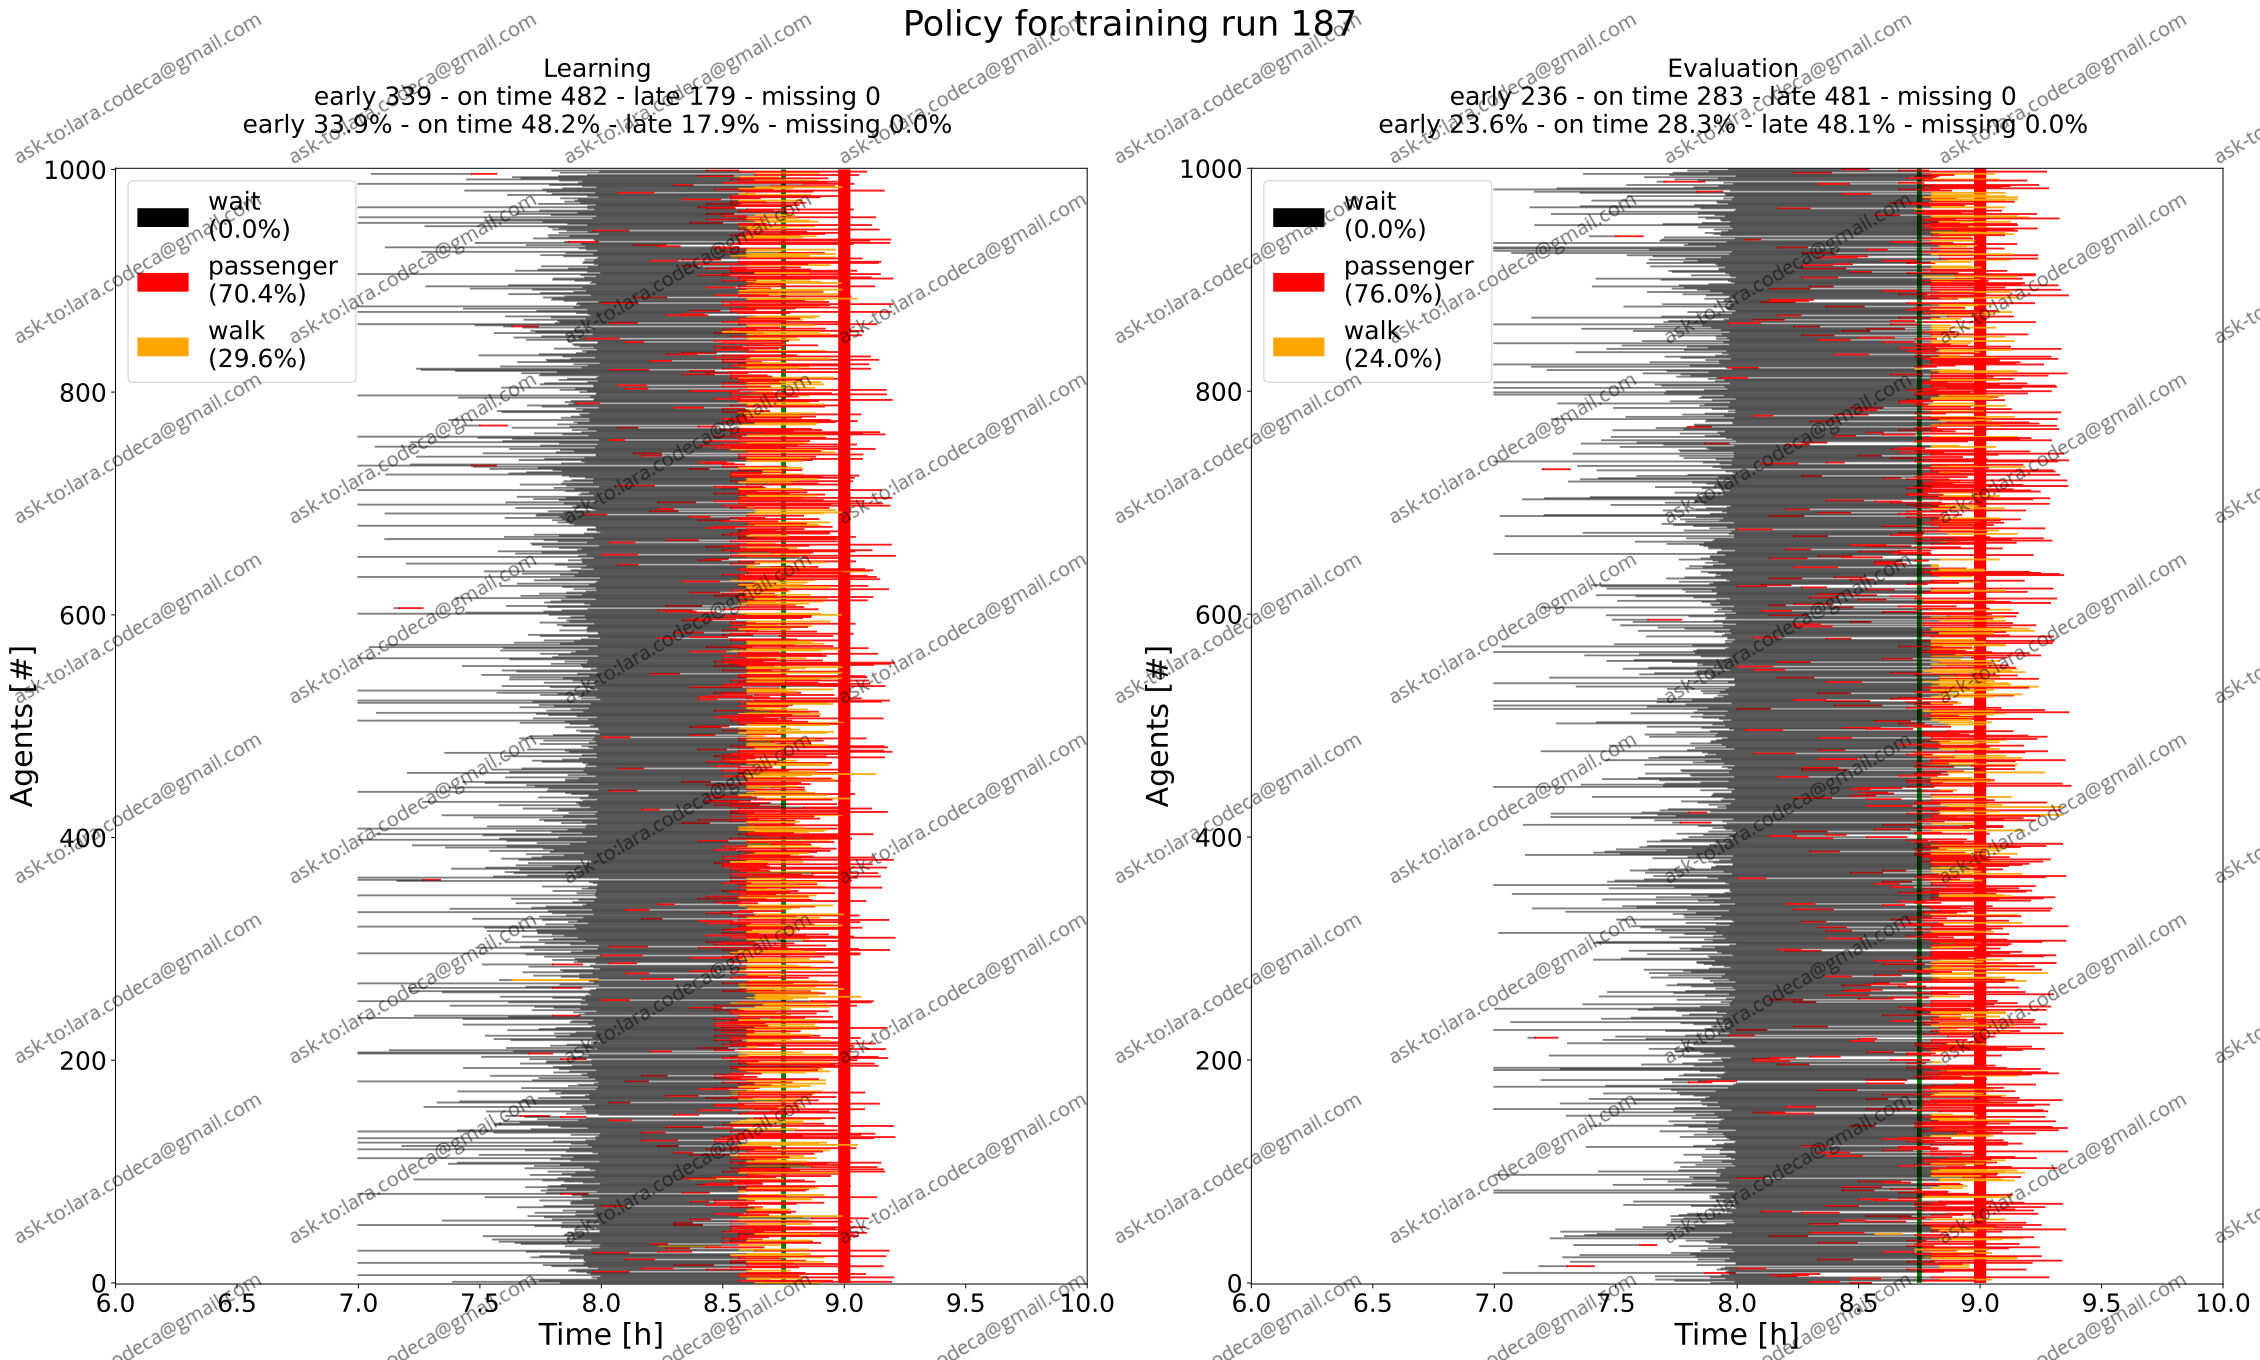 Policy for training run 187
Learning
early 339 - on time 482 - late 179 - missing 0
early 33.9% - on time 48.2% - late 17.9% - missing 0.0%
Evaluation
early 236 - on time 283 - late 481 - missing 0
early 23.6% - on time 28.3% - late 48.1% - missing 0.0%
wait
(0.0%)
passenger
(70.4%)
walk
(29.6%)
wait
(0.0%)
passenger
(76.0%)
walk
(24.0%)
1000
800
600
400
200
0
Agents [#]
6.0 6.5 7.0 7.5 8.0 8.5 9.0 9.5 10.0
Time [h]
1000
800
600
400
200
0
Agents [#]
6.0 6.5 7.0 7.5 8.0 8.5 9.0 9.5 10.0
Time [h]
ask-to:lara.codeca@gmail.com